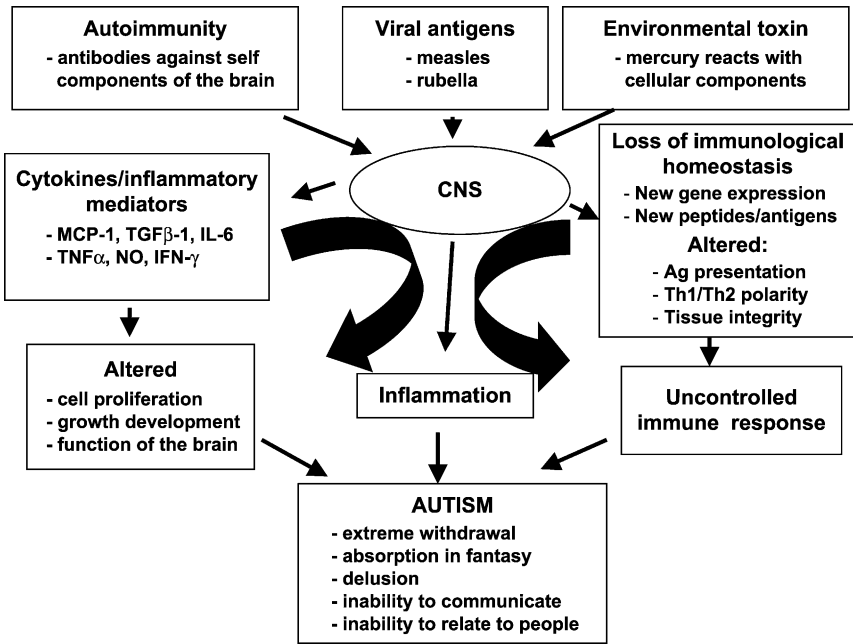 Autoimmunity
- antibodies against self
components of the brain
Viral antigens
- measles
- rubella
Environmental toxin
- mercury reacts with
cellular components
CNS
Cytokines/inflammatory
mediators
- MCP-1, TGFβ-1, IL-6
- TNFα, NO, IFN-γ
Loss of immunological
homeostasis
- New gene expression
- New peptides/antigens
Altered:
- Ag presentation
- Th1/Th2 polarity
- Tissue integrity
Altered
- cell proliferation
- growth development
- function of the brain
Inflammation
Uncontrolled
immune response
AUTISM
- extreme withdrawal
- absorption in fantasy
- delusion
- inability to communicate
- inability to relate to people